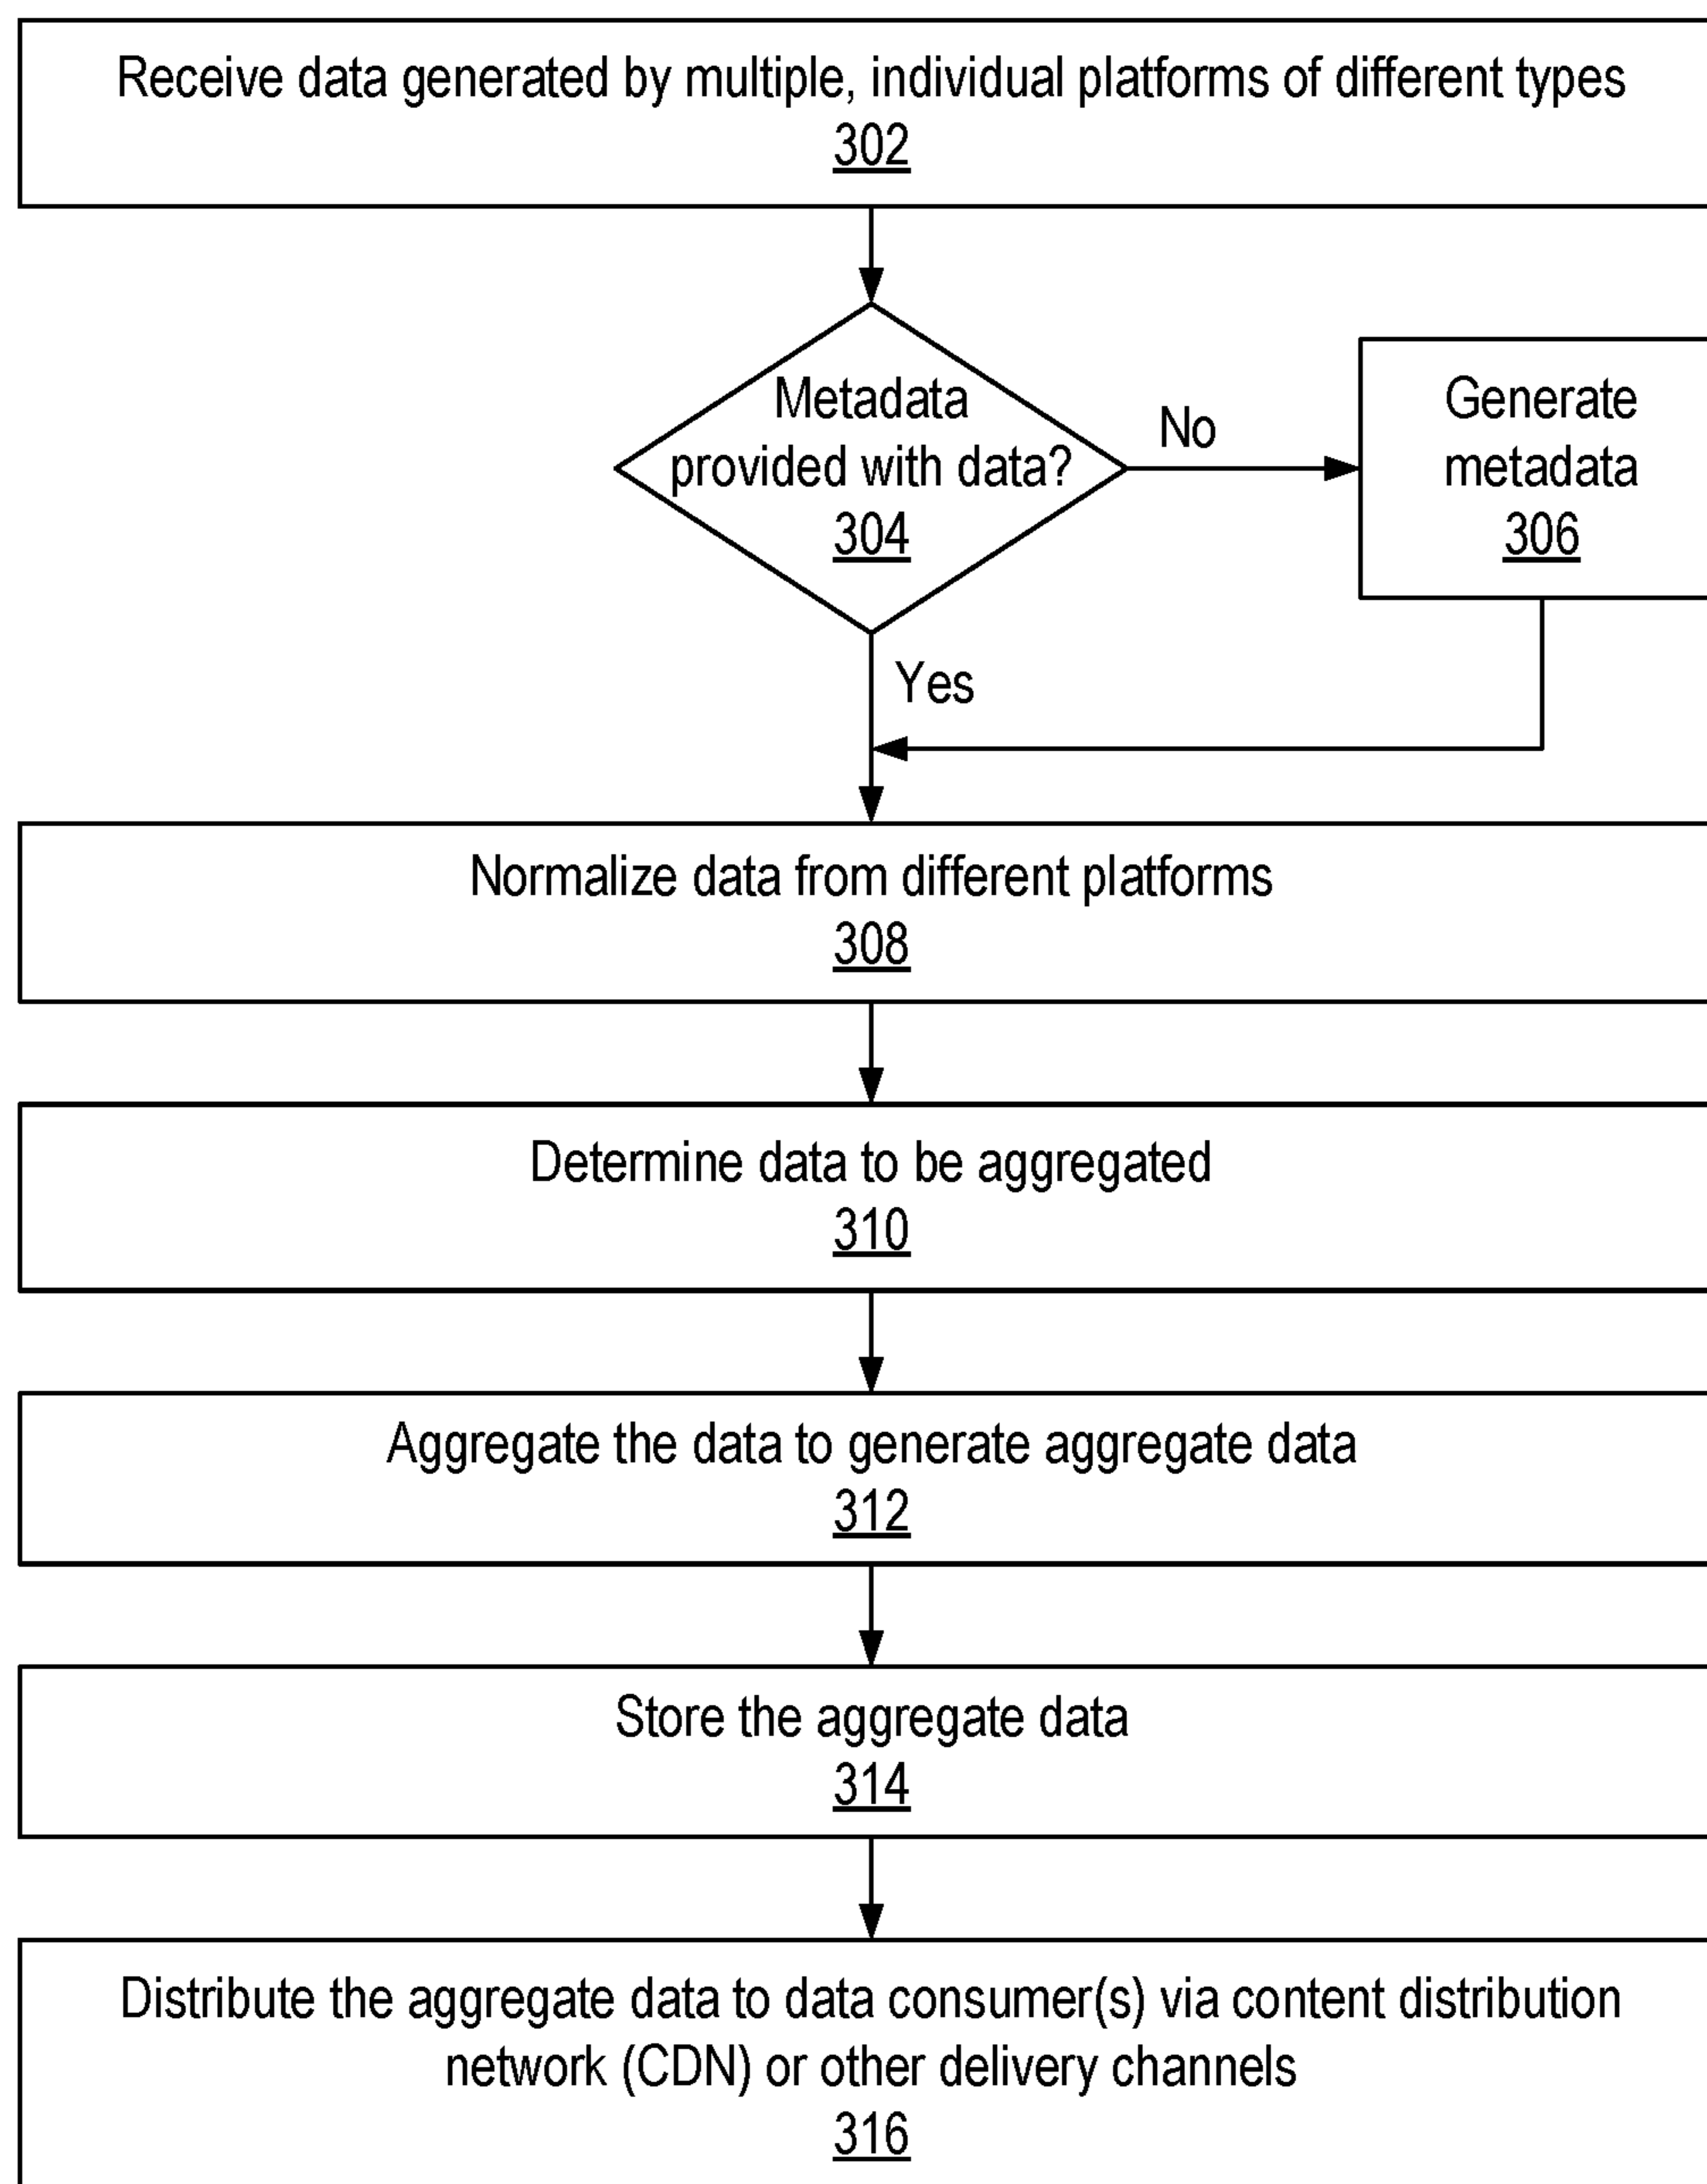 Receive data generated by multiple, individual platforms of different types
302
Metadata
provided with data?
304
No
Generate
metadata
306
Yes
Normalize data from different platforms
308
Determine data to be aggregated
310
Aggregate the data to generate aggregate data
312
Store the aggregate data
314
Distribute the aggregate data to data consumer(s) via content distribution
network (CDN) or other delivery channels
316